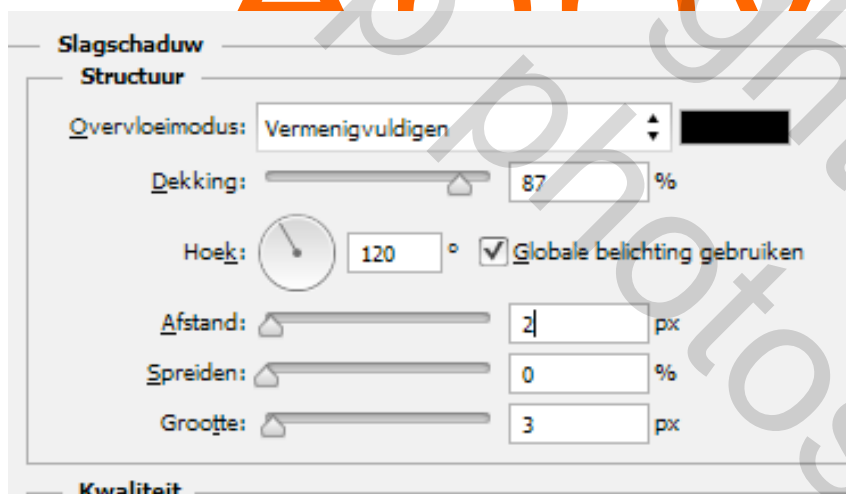 Slagschaduw
Structuur
Overvloeimodus: Vermenigvuldigen
Dekking: 87 %
Hoek: 120 ° Globale belichting gebruiken
Afstand: 2 px
Spreiden: 0 %
Grootte: 3 px
Kwaliteit